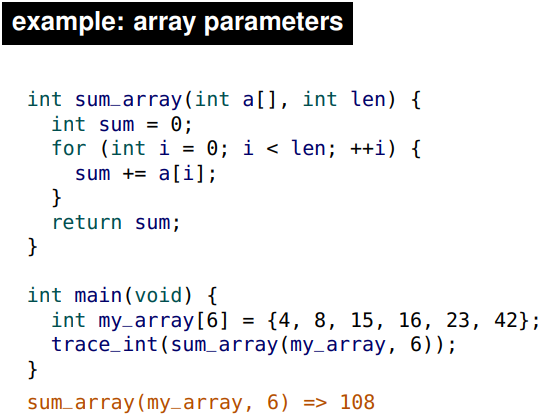 example: array parameters
int sum_array(int a[], int len) {
  int sum = 0;
  for (int i = 0; i < len; ++i) {
    sum += a[i];
  }
  return sum;
}
int main(void) {
  int my_array[6] = {4, 8, 15, 16, 23, 42};
  trace_int(sum_array(my_array, 6));
}
sum_array(my_array, 6) => 108